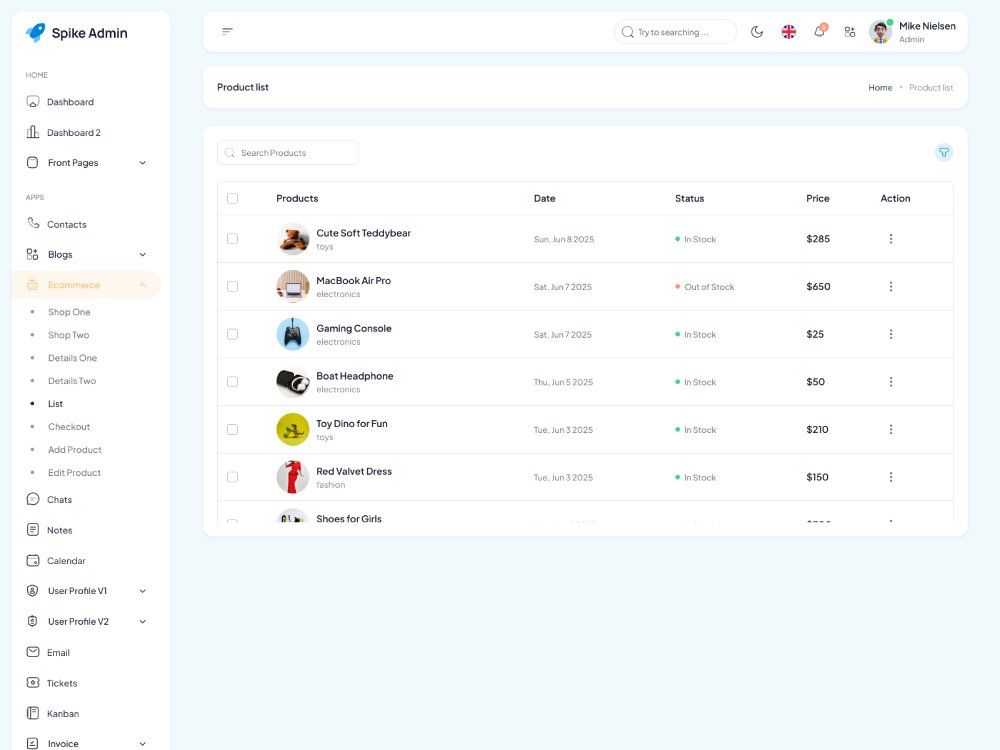 Spike Admin
HOME
Dashboard
Dashboard 2
Front Pages
APPS
Contacts
Blogs
Ecommerce
Shop One
Shop Two
Details One
Details Two
List
Checkout
Add Product
Edit Product
Chats
Notes
Calendar
User Profile V1
User Profile V2
Email
Tickets
Kanban
Invoice
Try to searching ...
Mike Nielsen
Admin
Product list
Home • Product list
Search Products
Products Date Status Price Action
Cute Soft Teddybear
toys
Sun, Jun 8 2025 In Stock $285
MacBook Air Pro
electronics
Sat, Jun 7 2025 Out of Stock $650
Gaming Console
electronics
Sat, Jun 7 2025 In Stock $25
Boat Headphone
electronics
Thu, Jun 5 2025 In Stock $50
Toy Dino for Fun
toys
Tue, Jun 3 2025 In Stock $210
Red Valvet Dress
fashion
Tue, Jun 3 2025 In Stock $150
Shoes for Girls